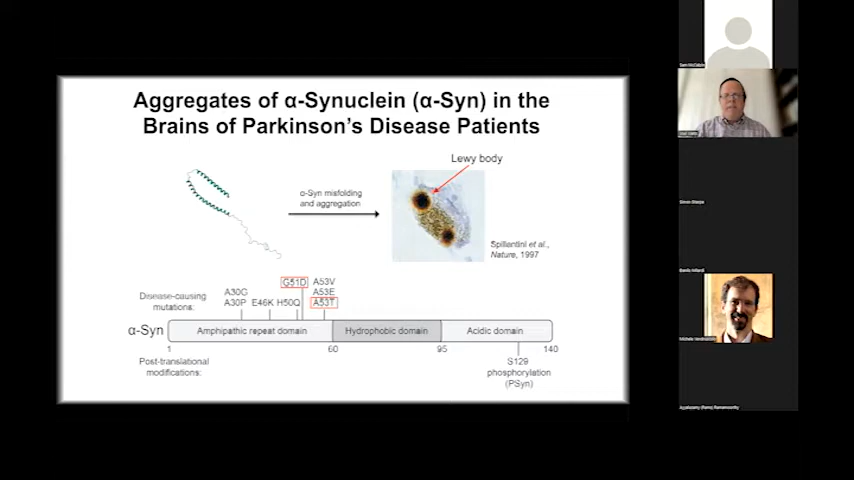 Aggregates of α-Synuclein (α-Syn) in the
Brains of Parkinson's Disease Patients
Lewy body
α-Syn misfolding
and aggregation
Spillantini et al.,
Nature, 1997
Disease-causing
mutations:
A30G
A30P
E46K
H50Q
G51D
A53V
A53E
A53T
α-Syn
Amphipathic repeat domain
Hydrophobic domain
Acidic domain
1
60
95
140
Post-translational
modifications:
S129
phosphorylation
(PSyn)